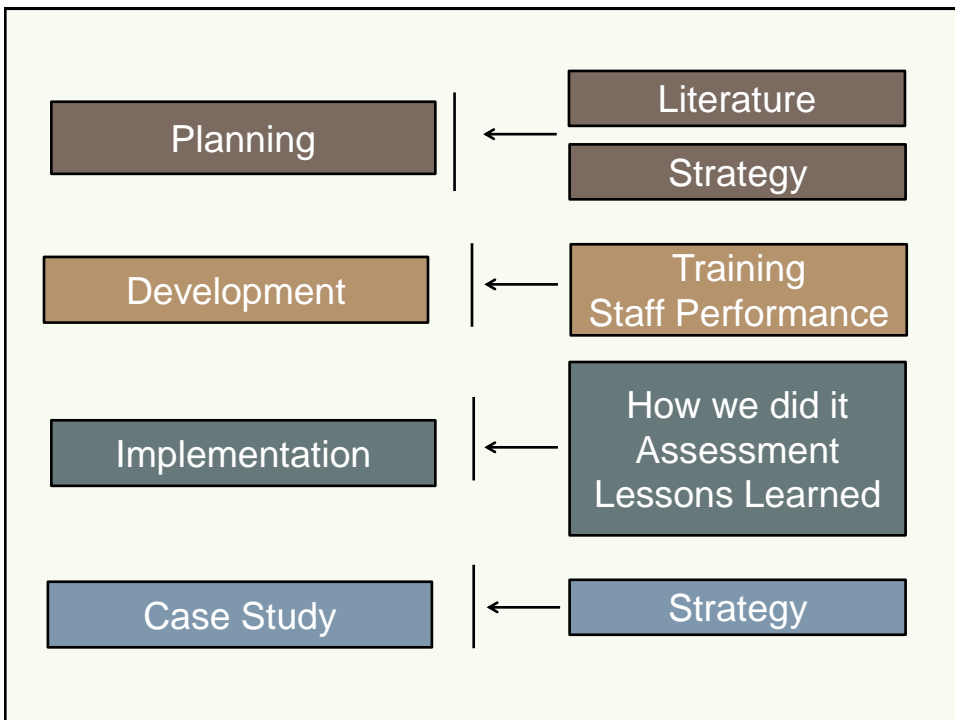 Planning
Literature
Strategy
Development
Training
Staff Performance
Implementation
How we did it
Assessment
Lessons Learned
Case Study
Strategy